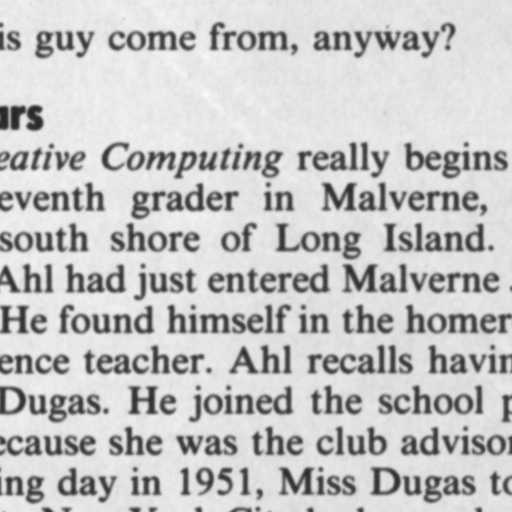 is guy come from, anyway?
ars
eative Computing really begins
eventh grader in Malverne,
south shore of Long Island.
Ahl had just entered Malverne
He found himself in the homer
ence teacher. Ahl recalls havin
Dugas. He joined the school p
ecause she was the club advisor
ing day in 1951, Miss Dugas to